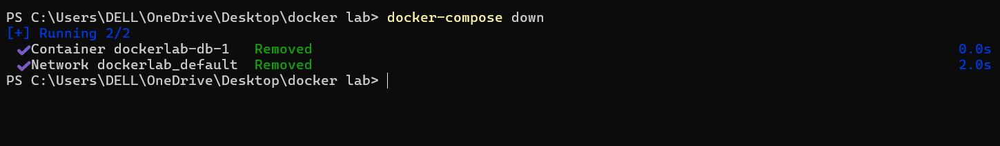 PS C:\Users\DELL\OneDrive\Desktop\docker lab> docker-compose down
[+] Running 2/2
✔Container dockerlab-db-1   Removed 0.0s
✔Network dockerlab_default  Removed 2.0s
PS C:\Users\DELL\OneDrive\Desktop\docker lab>